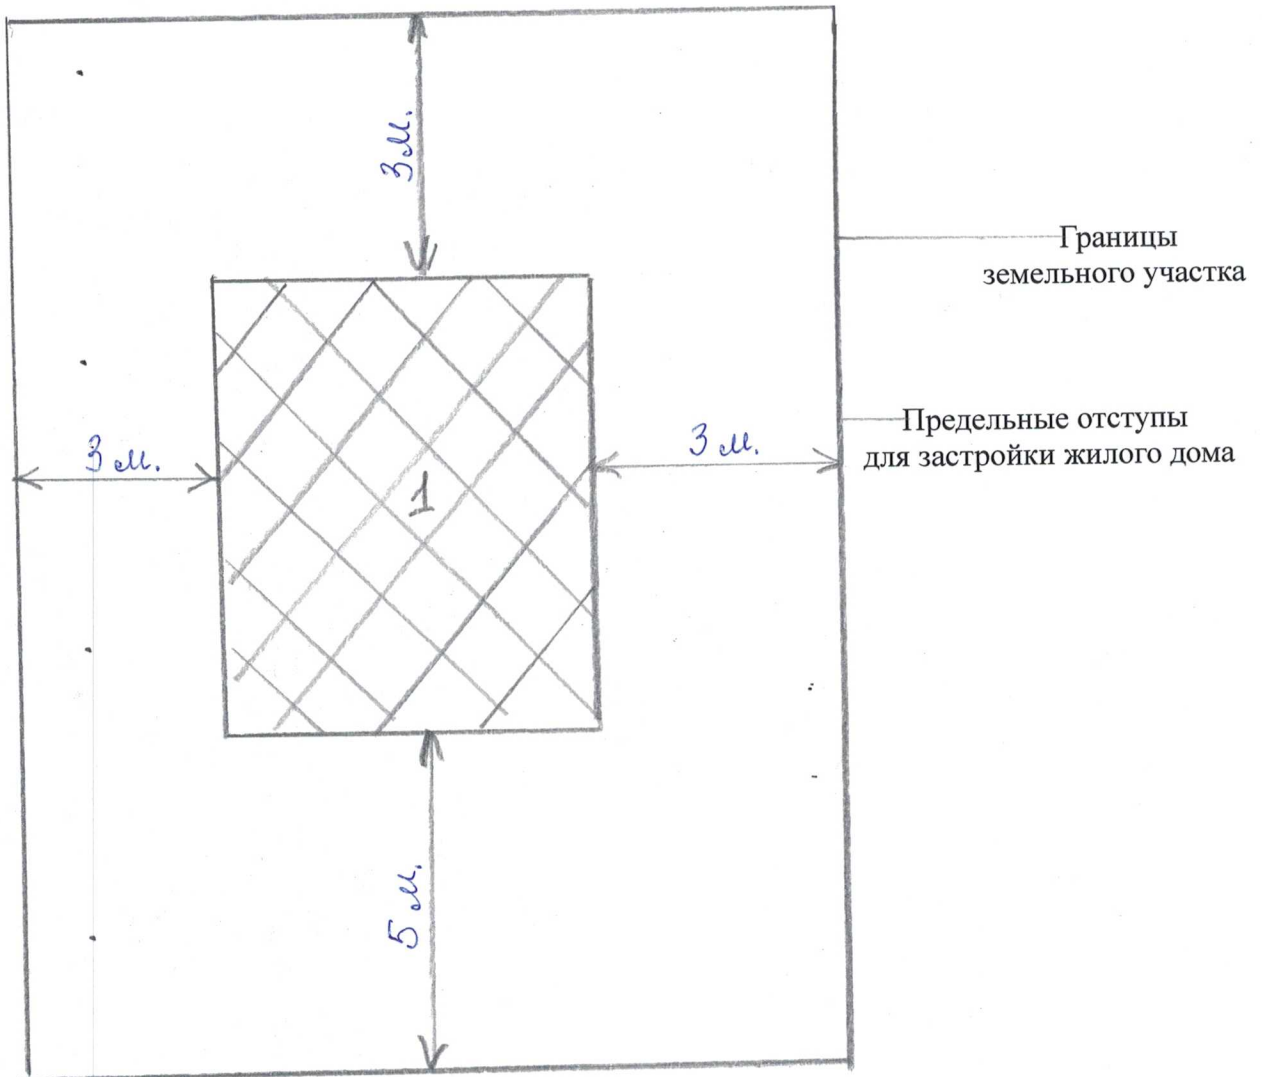 3 м.
Границы
земельного участка
Предельные отступы
для застройки жилого дома
3 м.
3 м.
1
5 м.